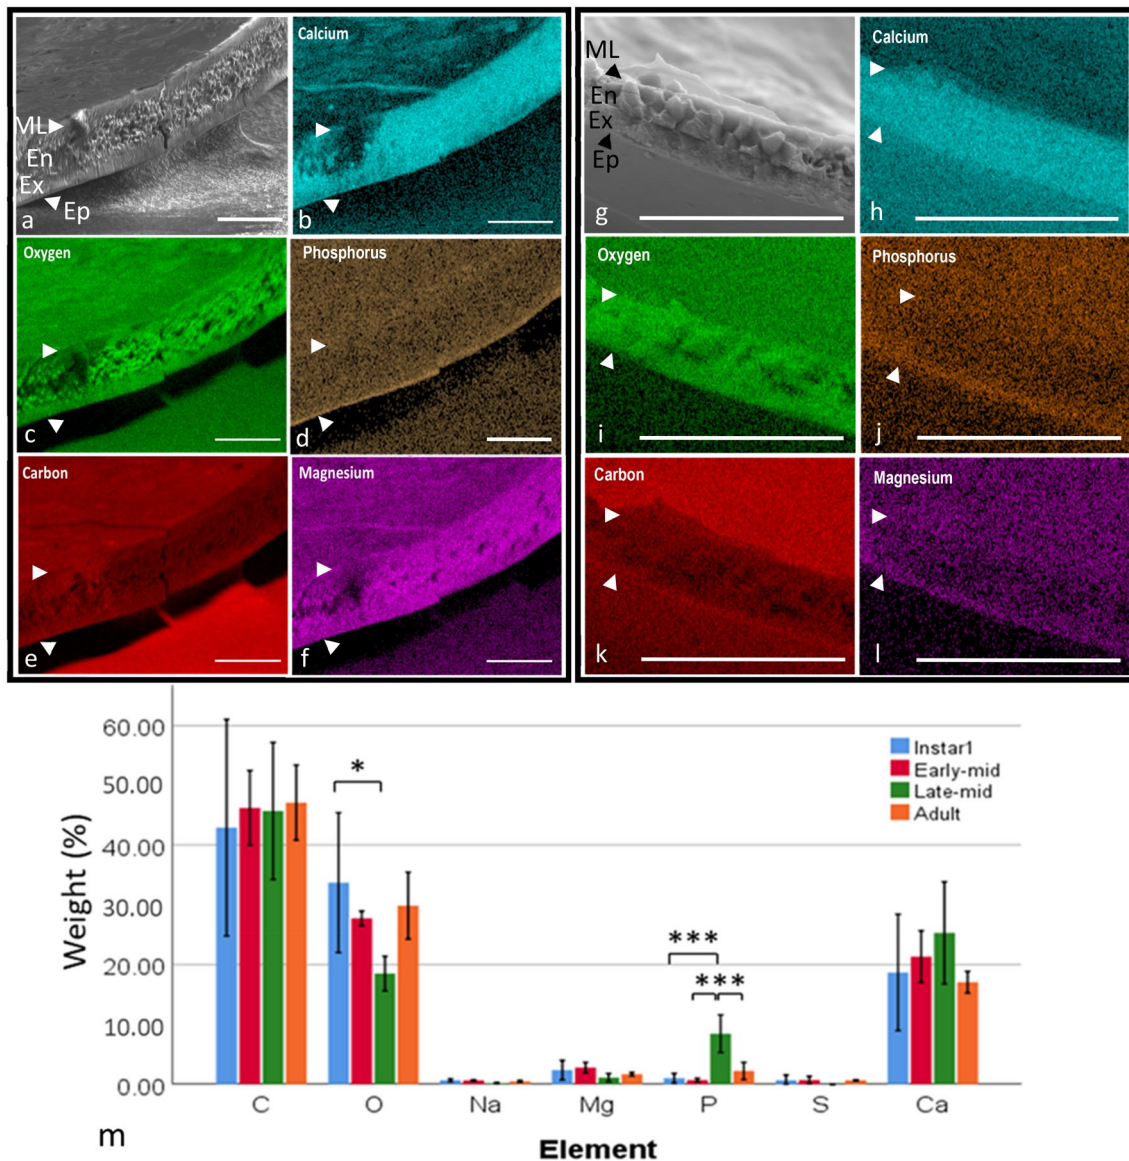 ML
En
Ex
Ep
a
Calcium
b
ML
En
Ex
Ep
g
Calcium
h
Oxygen
c
Phosphorus
d
Oxygen
i
Phosphorus
j
Carbon
e
Magnesium
f
Carbon
k
Magnesium
l
Weight (%)
60.00
50.00
40.00
30.00
20.00
10.00
0.00
*
***
***
Instar1
Early-mid
Late-mid
Adult
C O Na Mg P S Ca
m
Element